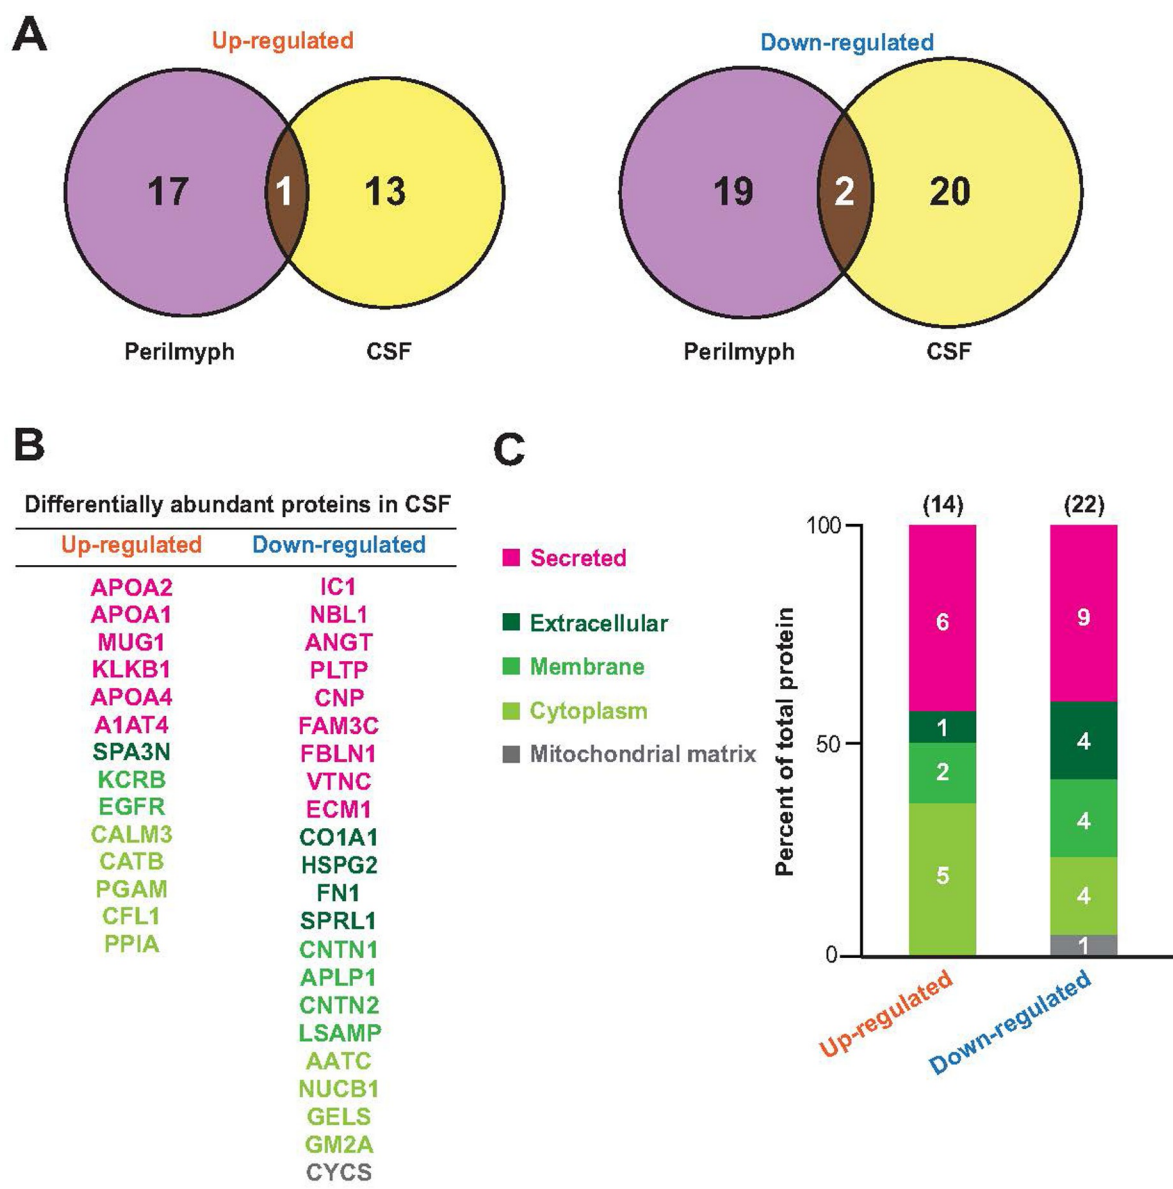 A
Up-regulated
Down-regulated
17
1
13
19
2
20
Perilmyph
CSF
Perilmyph
CSF
B
Differentially abundant proteins in CSF
Up-regulated Down-regulated
APOA2 IC1
APOA1 NBL1
MUG1 ANGT
KLKB1 PLTP
APOA4 CNP
A1AT4 FAM3C
SPA3N FBLN1
KCRB VTNC
EGFR ECM1
CALM3 CO1A1
CATB HSPG2
PGAM FN1
CFL1 SPRL1
PPIA CNTN1
APLP1
CNTN2
LSAMP
AATC
NUCB1
GELS
GM2A
CYCS
C
Secreted
Extracellular
Membrane
Cytoplasm
Mitochondrial matrix
Percent of total protein
100
50
0
(14)
(22)
6
1
2
5
9
4
4
4
1
Up-regulated
Down-regulated